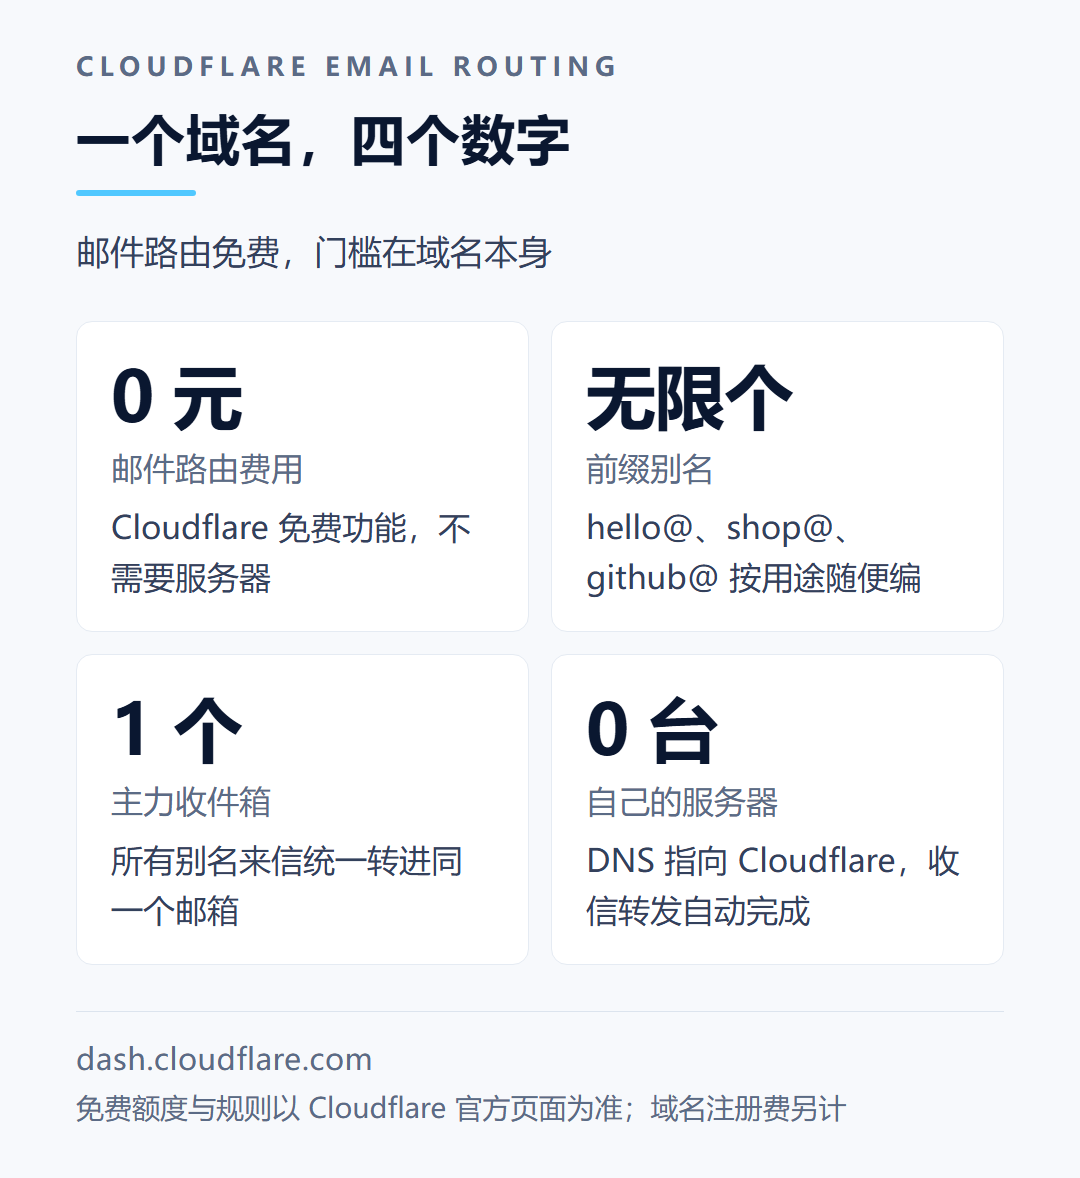 CLOUDFLARE EMAIL ROUTING
一个域名，四个数字
邮件路由免费，门槛在域名本身
0 元
邮件路由费用
Cloudflare 免费功能，不
需要服务器
无限个
前缀别名
hello@、shop@、
github@ 按用途随便编
1 个
主力收件箱
所有别名来信统一转进同
一个邮箱
0 台
自己的服务器
DNS 指向 Cloudflare，收
信转发自动完成
dash.cloudflare.com
免费额度与规则以 Cloudflare 官方页面为准；域名注册费另计